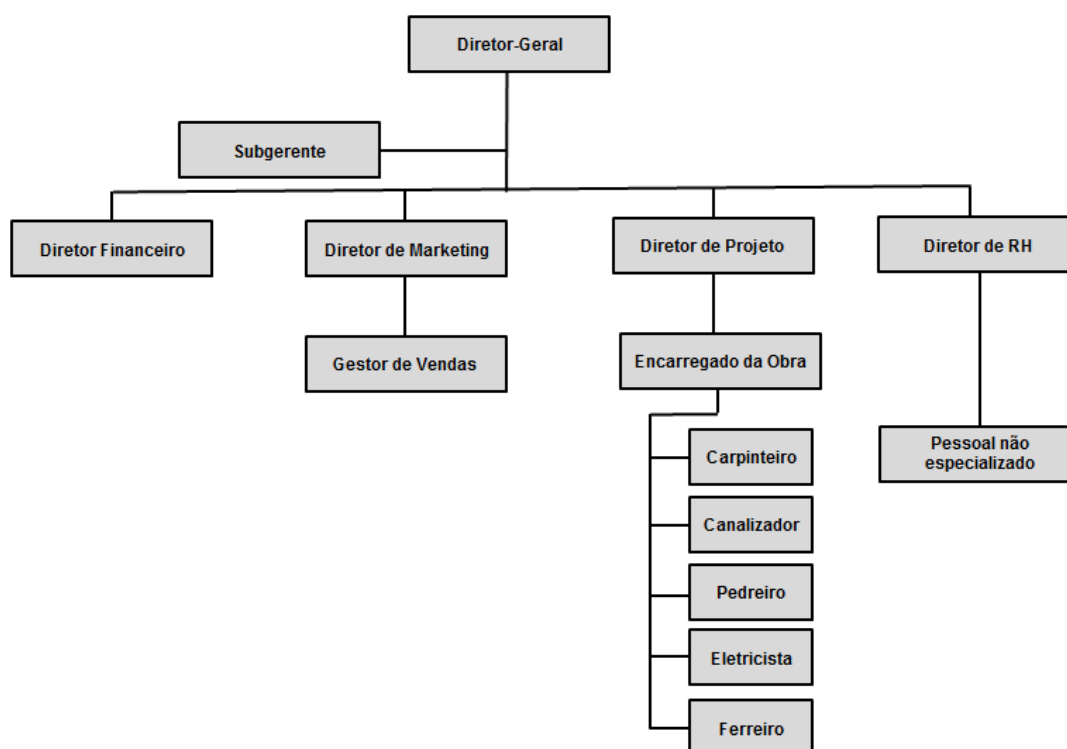 Diretor-Geral
Subgerente
Diretor Financeiro
Diretor de Marketing
Diretor de Projeto
Diretor de RH
Gestor de Vendas
Encarregado da Obra
Carpinteiro
Pessoal não
especializado
Canalizador
Pedreiro
Eletricista
Ferreiro